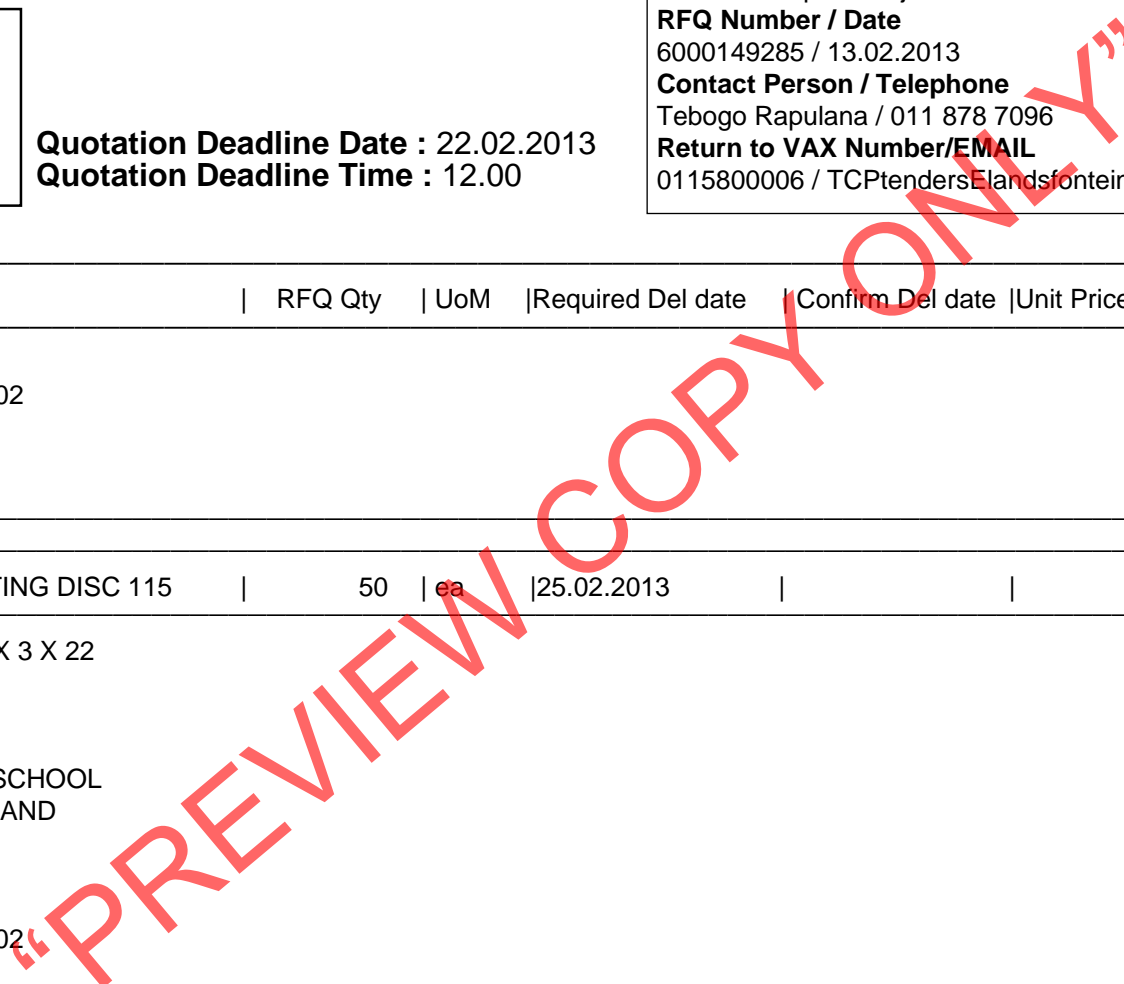 RFQ Number / Date
6000149285 / 13.02.2013
Contact Person / Telephone
Tebogo Rapulana / 011 878 7096
Quotation Deadline Date : 22.02.2013
Return to VAX Number/EMAIL
Quotation Deadline Time : 12.00
0115800006 / TCPtendersElandsfontein
| RFQ Qty | UoM |Required Del date | Confirm Del date |Unit Price
02
TING DISC 115 | 50 | ea |25.02.2013 | |
X 3 X 22
SCHOOL
AND
02
“PREVIEW COPY ONLY”